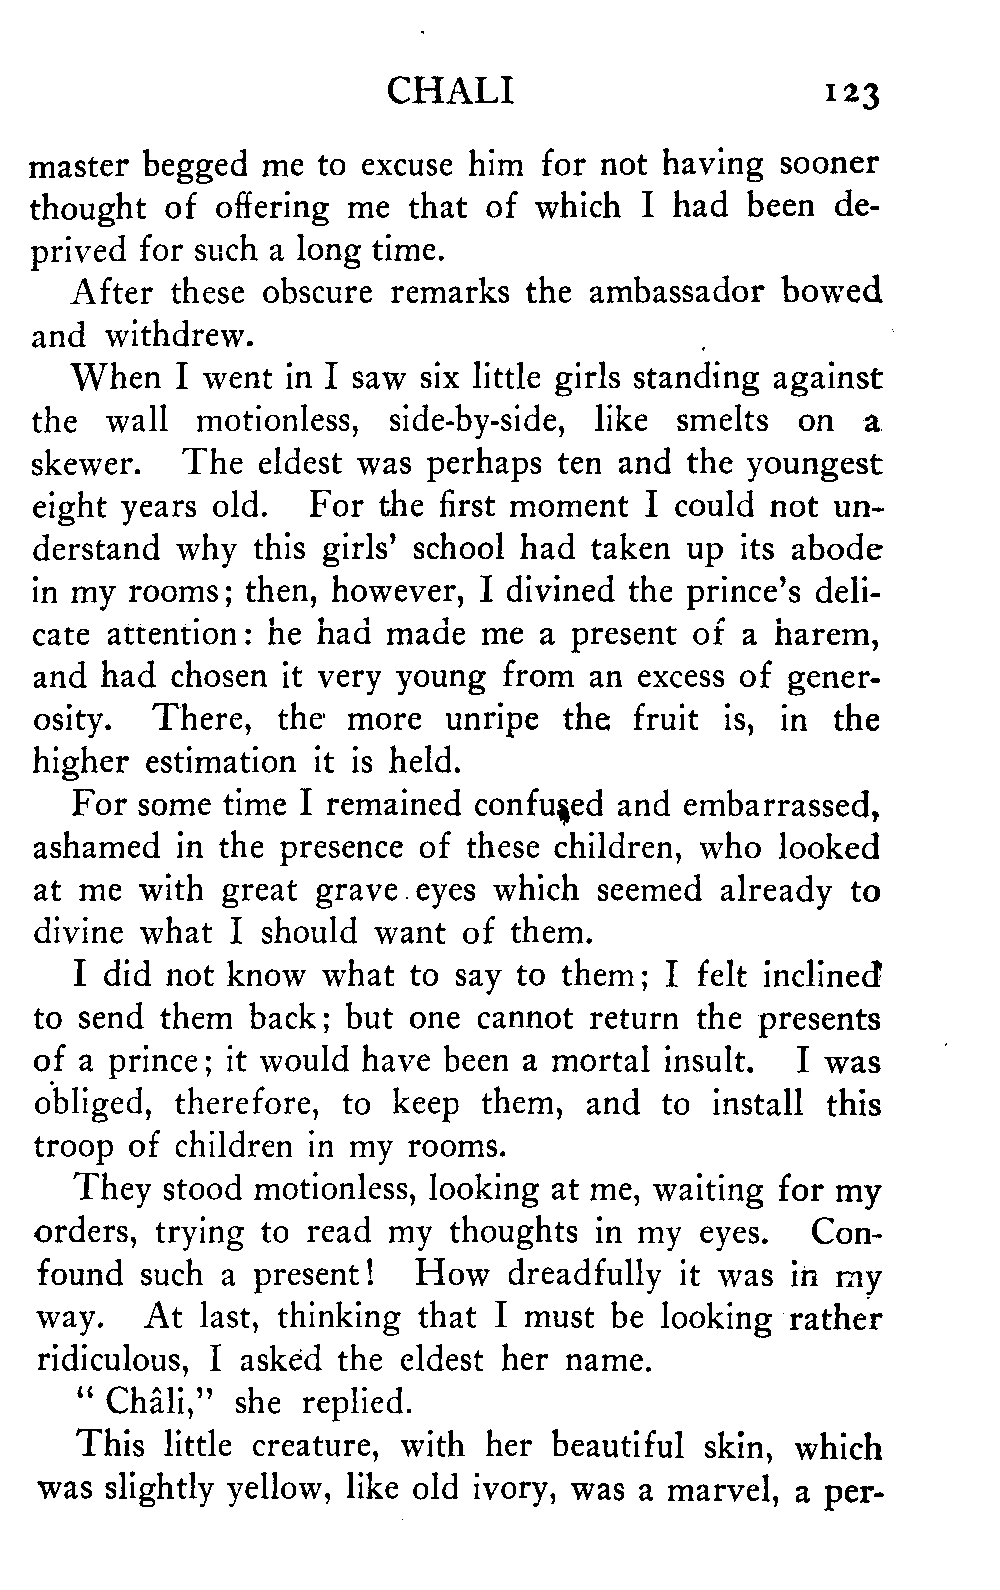 CHALI 123
master begged me to excuse him for not having sooner
thought of offering me that of which I had been de-
prived for such a long time.
After these obscure remarks the ambassador bowed
and withdrew.
When I went in I saw six little girls standing against
the wall motionless, side-by-side, like smelts on a
skewer. The eldest was perhaps ten and the youngest
eight years old. For the first moment I could not un-
derstand why this girls' school had taken up its abode
in my rooms; then, however, I divined the prince's deli-
cate attention: he had made me a present of a harem,
and had chosen it very young from an excess of gener-
osity. There, the more unripe the fruit is, in the
higher estimation it is held.
For some time I remained confused and embarrassed,
ashamed in the presence of these children, who looked
at me with great grave eyes which seemed already to
divine what I should want of them.
I did not know what to say to them; I felt inclined
to send them back; but one cannot return the presents
of a prince; it would have been a mortal insult. I was
obliged, therefore, to keep them, and to install this
troop of children in my rooms.
They stood motionless, looking at me, waiting for my
orders, trying to read my thoughts in my eyes. Con-
found such a present! How dreadfully it was in my
way. At last, thinking that I must be looking rather
ridiculous, I asked the eldest her name.
" Châli," she replied.
This little creature, with her beautiful skin, which
was slightly yellow, like old ivory, was a marvel, a per-